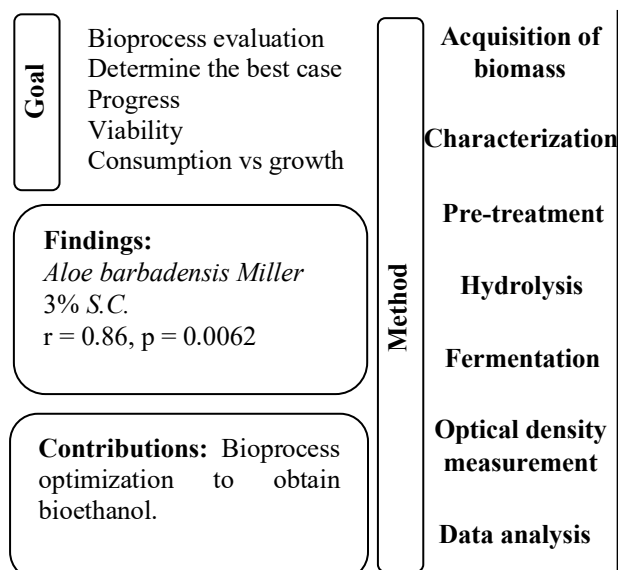 Goal
Bioprocess evaluation
Determine the best case
Progress
Viability
Consumption vs growth
Findings:
Aloe barbadensis Miller
3% S.C.
r = 0.86, p = 0.0062
Contributions: Bioprocess
optimization to obtain
bioethanol.
Method
Acquisition of
biomass
Characterization
Pre-treatment
Hydrolysis
Fermentation
Optical density
measurement
Data analysis